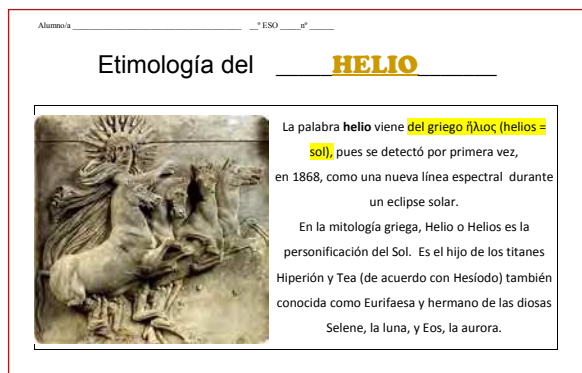 Alumno/a ______________________________________ __º ESO _____nº ______
Etimología del ____HELIO______
La palabra helio viene del griego ἥλιος (helios =
sol), pues se detectó por primera vez,
en 1868, como una nueva línea espectral durante
un eclipse solar.
En la mitología griega, Helio o Helios es la
personificación del Sol. Es el hijo de los titanes
Hiperión y Tea (de acuerdo con Hesíodo) también
conocida como Eurifaesa y hermano de las diosas
Selene, la luna, y Eos, la aurora.